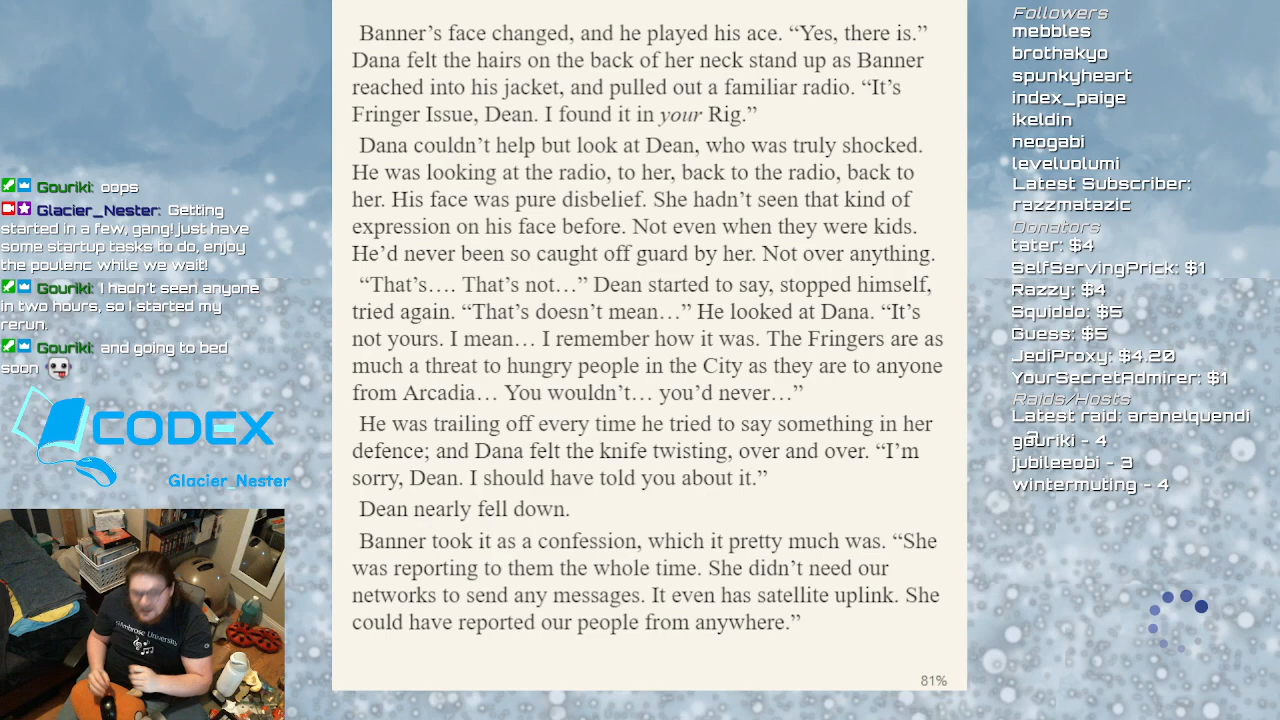 Gouriki: oops
Glacier_Nester: Getting
started in a few, gang! just have
some startup tasks to do, enjoy
the poulenc while we wait!
Gouriki: I hadn't seen anyone
in two hours, so I started my
rerun.
Gouriki: and going to bed
soon
CODEX
Glacier_Nester
St. Ambrose University
Banner’s face changed, and he played his ace. “Yes, there is.”
Dana felt the hairs on the back of her neck stand up as Banner
reached into his jacket, and pulled out a familiar radio. “It’s
Fringer Issue, Dean. I found it in your Rig.”
Dana couldn’t help but look at Dean, who was truly shocked.
He was looking at the radio, to her, back to the radio, back to
her. His face was pure disbelief. She hadn’t seen that kind of
expression on his face before. Not even when they were kids.
He’d never been so caught off guard by her. Not over anything.
“That’s…. That’s not…” Dean started to say, stopped himself,
tried again. “That’s doesn’t mean…” He looked at Dana. “It’s
not yours. I mean… I remember how it was. The Fringers are as
much a threat to hungry people in the City as they are to anyone
from Arcadia… You wouldn’t… you’d never…”
He was trailing off every time he tried to say something in her
defence; and Dana felt the knife twisting, over and over. “I’m
sorry, Dean. I should have told you about it.”
Dean nearly fell down.
Banner took it as a confession, which it pretty much was. “She
was reporting to them the whole time. She didn’t need our
networks to send any messages. It even has satellite uplink. She
could have reported our people from anywhere.”
81%
Followers
mebbles
brothakyo
spunkyheart
index_paige
ikeldin
neogabi
leveluplumi
Latest Subscriber:
razzmatazic
Donators
tater: $4
SelfServingPrick: $1
Razzy: $4
Squiddo: $5
Guess: $5
JediProxy: $4.20
YourSecretAdmirer: $1
Raids/Hosts
Latest raid: aranelquendi
gouriki - 4
jubileeobi - 3
wintermuting - 4